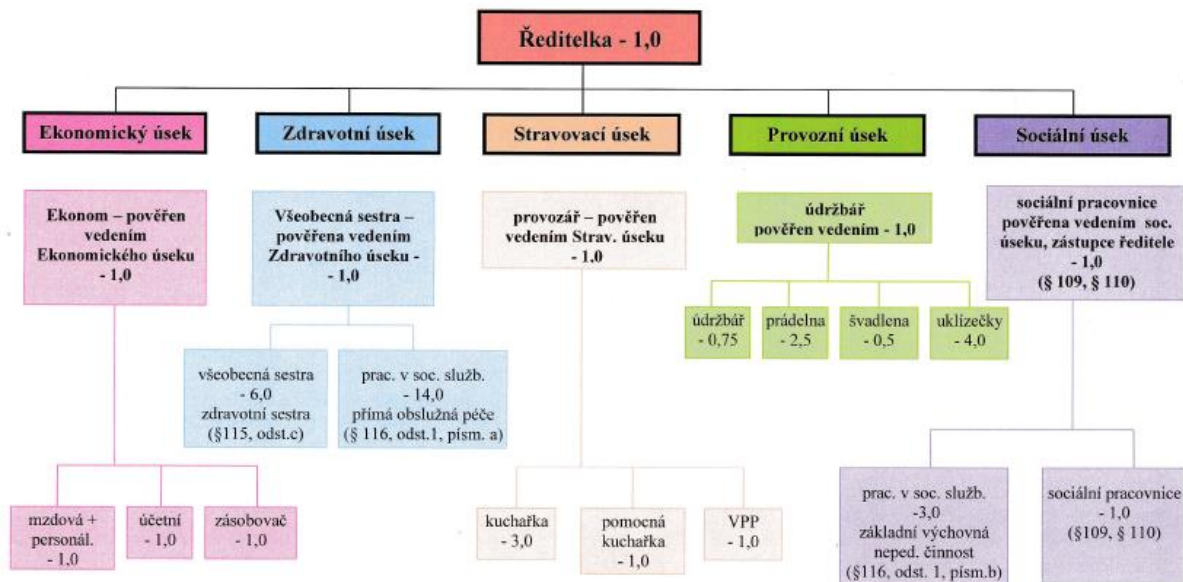 Ředitelka - 1,0
Ekonomický úsek
Zdravotní úsek
Stravovací úsek
Provozní úsek
Sociální úsek
Ekonom – pověřen
vedením
Ekonomického úseku
- 1,0
Všeobecná sestra –
pověřena vedením
Zdravotního úseku -
- 1,0
provozář – pověřen
vedením Strav. úseku
- 1,0
údržbář
pověřen vedením - 1,0
sociální pracovnice
pověřena vedením soc.
úseku, zástupce ředitele
- 1,0
(§ 109, § 110)
údržbář
- 0,75
prádelna
- 2,5
švadlena
- 0,5
uklízečky
- 4,0
všeobecná sestra
- 6,0
zdravotní sestra
(§115, odst.c)
prac. v soc. služb.
- 14,0
přímá obslužná péče
(§ 116, odst.1, písm. a)
mzdová +
personál.
- 1,0
účetní
- 1,0
zásobovač
- 1,0
kuchařka
- 3,0
pomocná
kuchařka
- 1,0
VPP
- 1,0
prac. v soc. služb.
-3,0
základní výchovná
neped. činnost
(§116, odst. 1, písm.b)
sociální pracovnice
- 1,0
(§109, § 110)